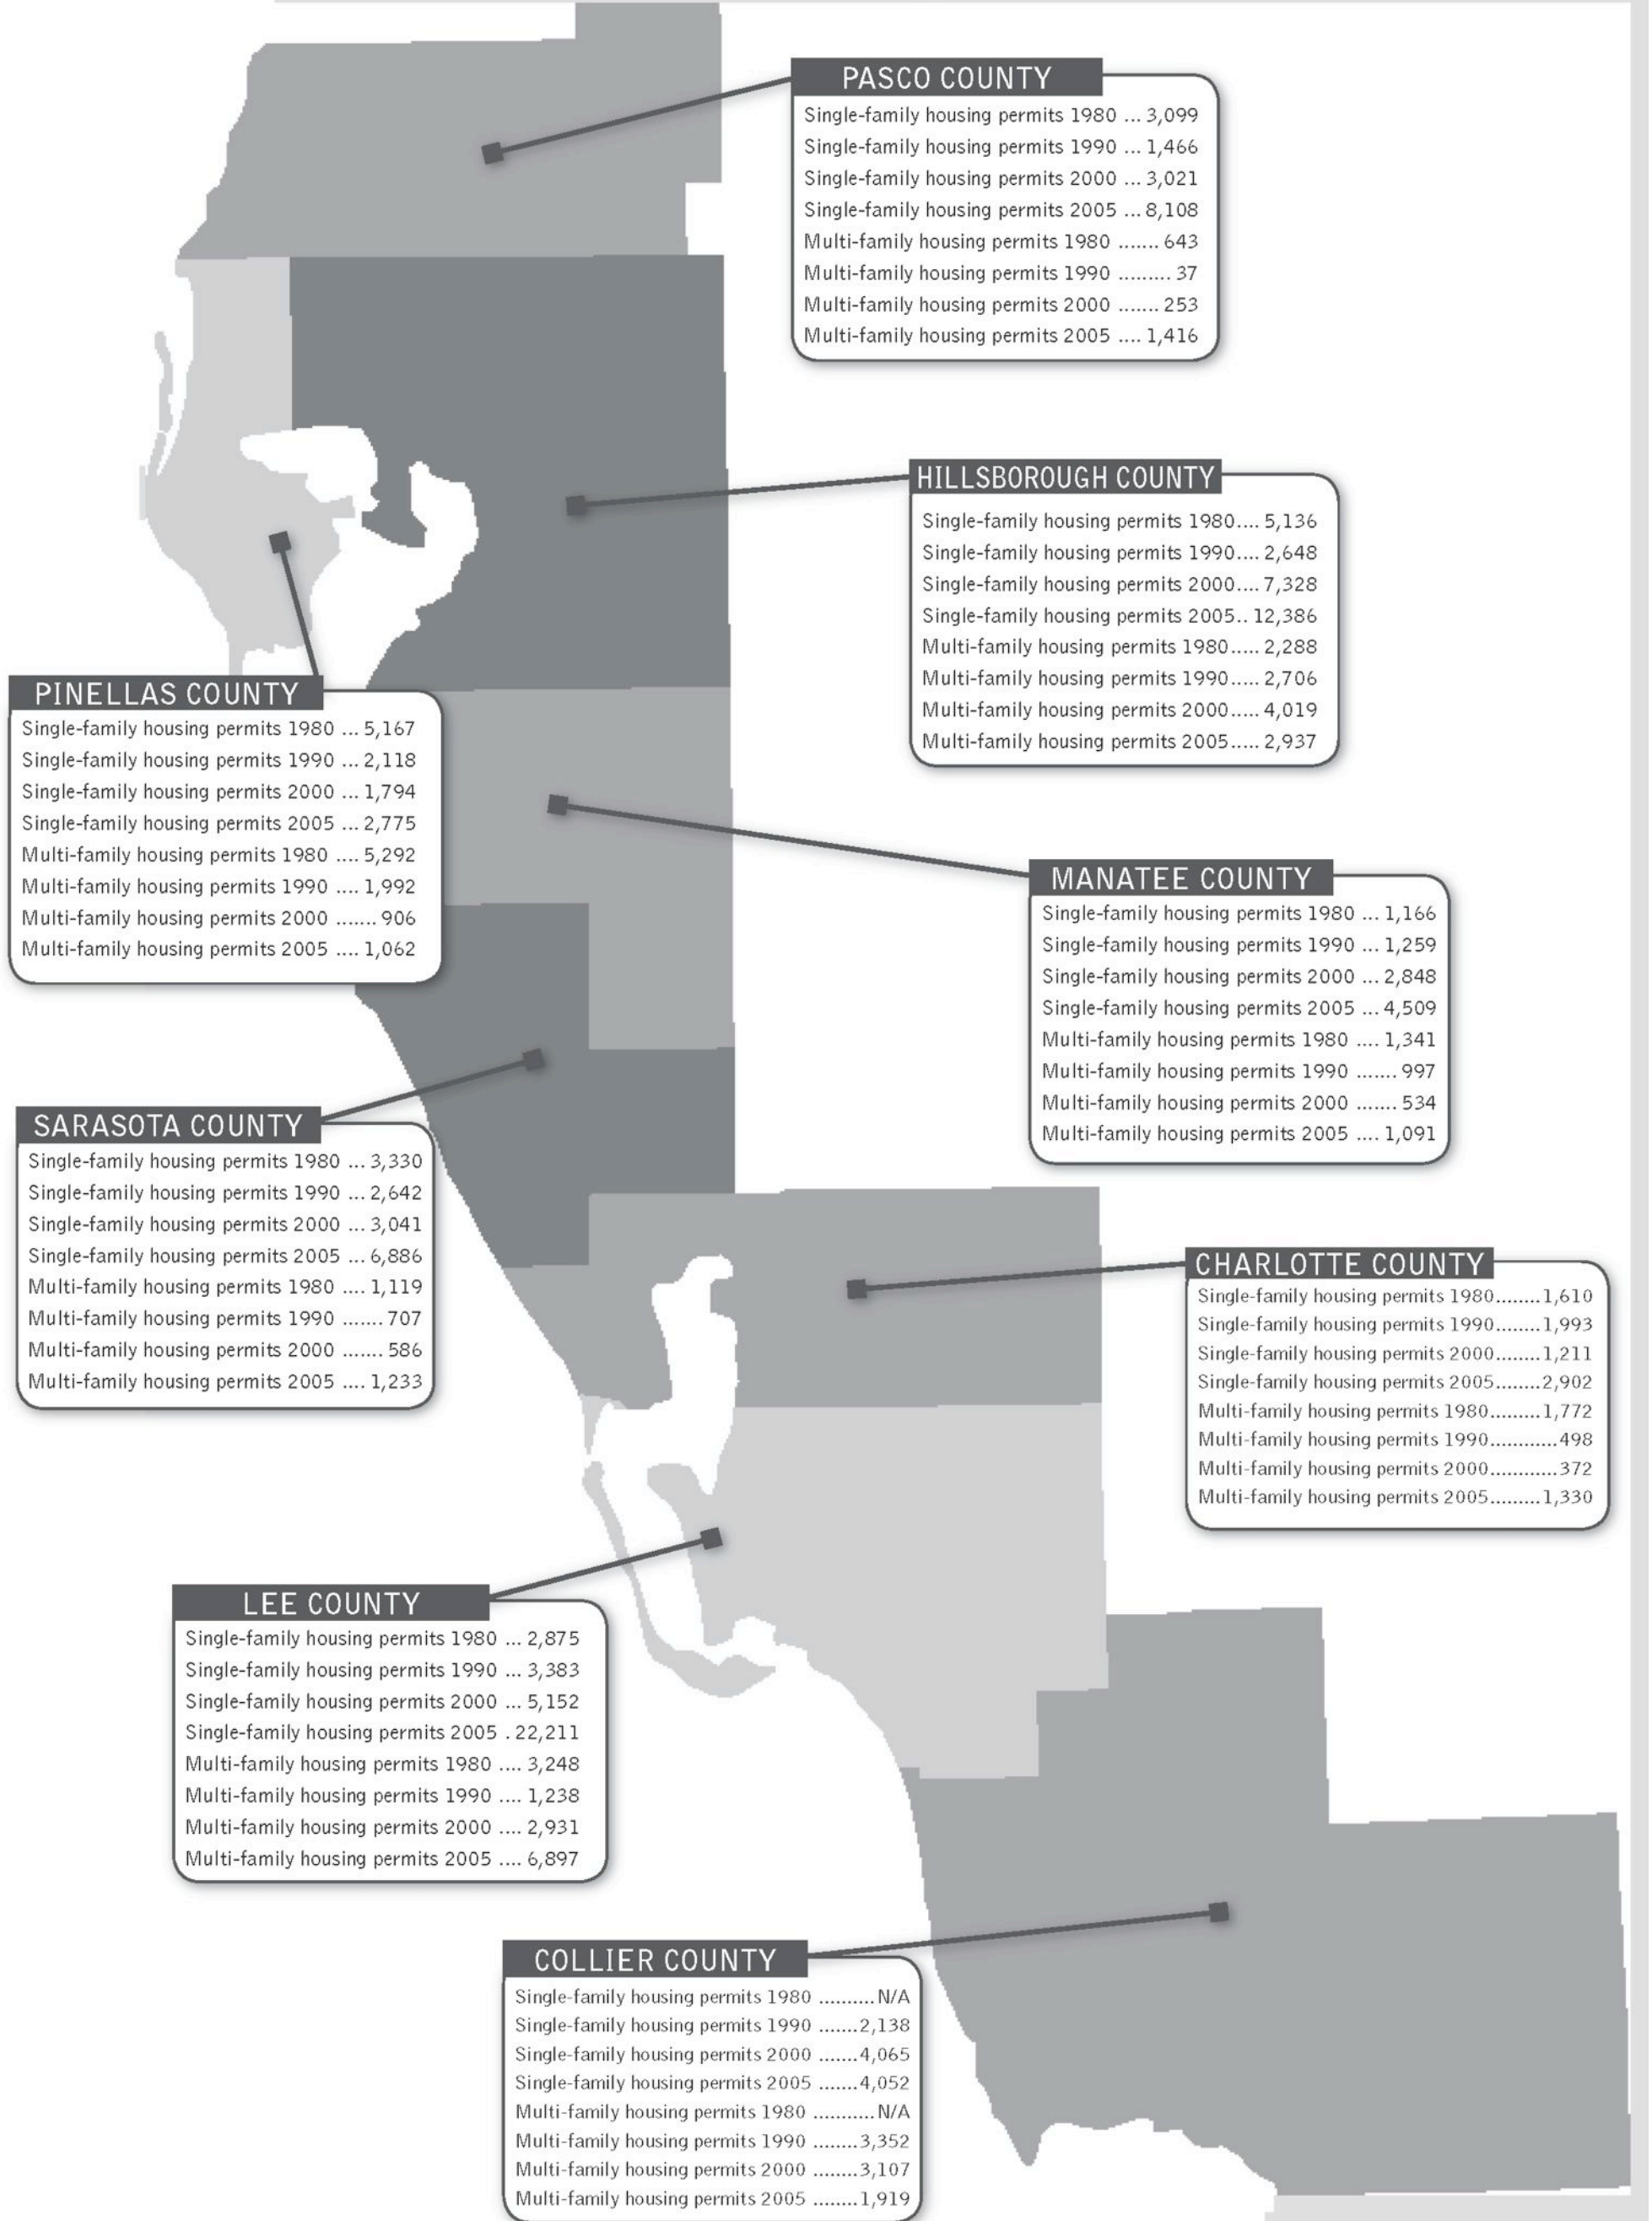 PASCO COUNTY
Single-family housing permits 1980 ... 3,099
Single-family housing permits 1990 ... 1,466
Single-family housing permits 2000 ... 3,021
Single-family housing permits 2005 ... 8,108
Multi-family housing permits 1980 ....... 643
Multi-family housing permits 1990 ......... 37
Multi-family housing permits 2000 ....... 253
Multi-family housing permits 2005 .... 1,416
HILLSBOROUGH COUNTY
Single-family housing permits 1980.... 5,136
Single-family housing permits 1990.... 2,648
Single-family housing permits 2000.... 7,328
Single-family housing permits 2005.. 12,386
Multi-family housing permits 1980..... 2,288
Multi-family housing permits 1990..... 2,706
Multi-family housing permits 2000..... 4,019
Multi-family housing permits 2005..... 2,937
PINELLAS COUNTY
Single-family housing permits 1980 ... 5,167
Single-family housing permits 1990 ... 2,118
Single-family housing permits 2000 ... 1,794
Single-family housing permits 2005 ... 2,775
Multi-family housing permits 1980 .... 5,292
Multi-family housing permits 1990 .... 1,992
Multi-family housing permits 2000 ....... 906
Multi-family housing permits 2005 .... 1,062
MANATEE COUNTY
Single-family housing permits 1980 ... 1,166
Single-family housing permits 1990 ... 1,259
Single-family housing permits 2000 ... 2,848
Single-family housing permits 2005 ... 4,509
Multi-family housing permits 1980 .... 1,341
Multi-family housing permits 1990 ....... 997
Multi-family housing permits 2000 ....... 534
Multi-family housing permits 2005 .... 1,091
SARASOTA COUNTY
Single-family housing permits 1980 ... 3,330
Single-family housing permits 1990 ... 2,642
Single-family housing permits 2000 ... 3,041
Single-family housing permits 2005 ... 6,886
Multi-family housing permits 1980 .... 1,119
Multi-family housing permits 1990 ....... 707
Multi-family housing permits 2000 ....... 586
Multi-family housing permits 2005 .... 1,233
CHARLOTTE COUNTY
Single-family housing permits 1980.......1,610
Single-family housing permits 1990........1,993
Single-family housing permits 2000........1,211
Single-family housing permits 2005........2,902
Multi-family housing permits 1980.........1,772
Multi-family housing permits 1990............498
Multi-family housing permits 2000............372
Multi-family housing permits 2005.........1,330
LEE COUNTY
Single-family housing permits 1980 ... 2,875
Single-family housing permits 1990 ... 3,383
Single-family housing permits 2000 ... 5,152
Single-family housing permits 2005 . 22,211
Multi-family housing permits 1980 .... 3,248
Multi-family housing permits 1990 .... 1,238
Multi-family housing permits 2000 .... 2,931
Multi-family housing permits 2005 .... 6,897
COLLIER COUNTY
Single-family housing permits 1980 ..........N/A
Single-family housing permits 1990 .......2,138
Single-family housing permits 2000 .......4,065
Single-family housing permits 2005 .......4,052
Multi-family housing permits 1980 ...........N/A
Multi-family housing permits 1990 ........3,352
Multi-family housing permits 2000 ........3,107
Multi-family housing permits 2005 ........1,919